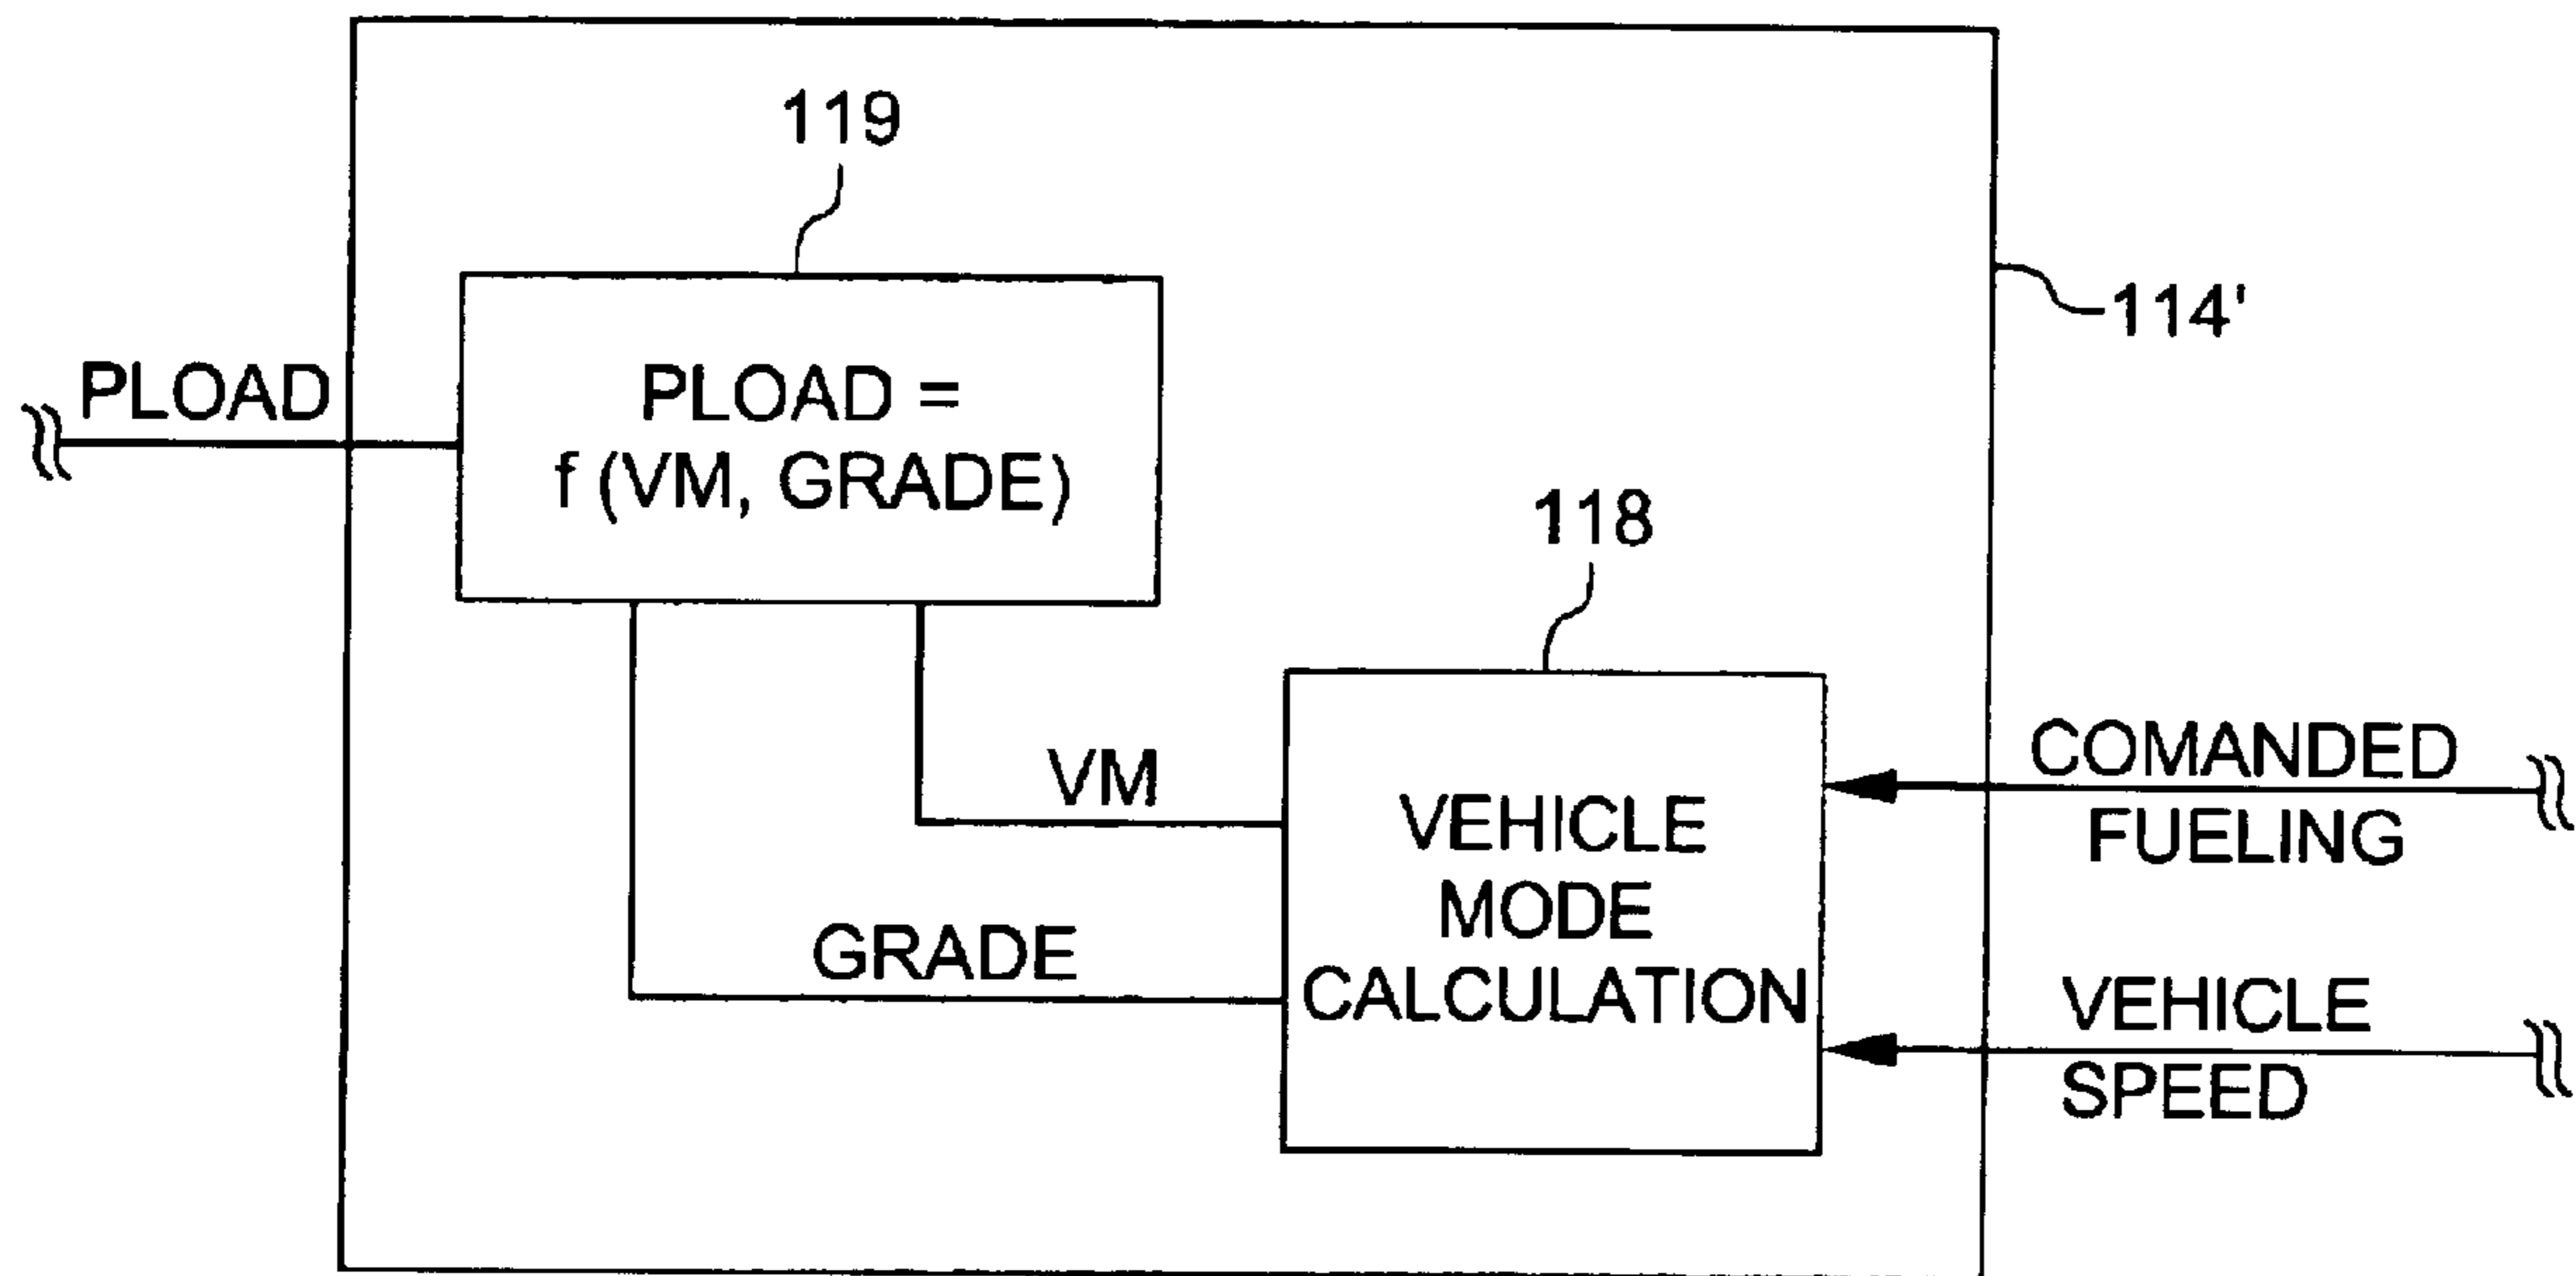 119
114'
PLOAD
PLOAD =
f (VM, GRADE)
118
VM
GRADE
VEHICLE
MODE
CALCULATION
COMANDED
FUELING
VEHICLE
SPEED